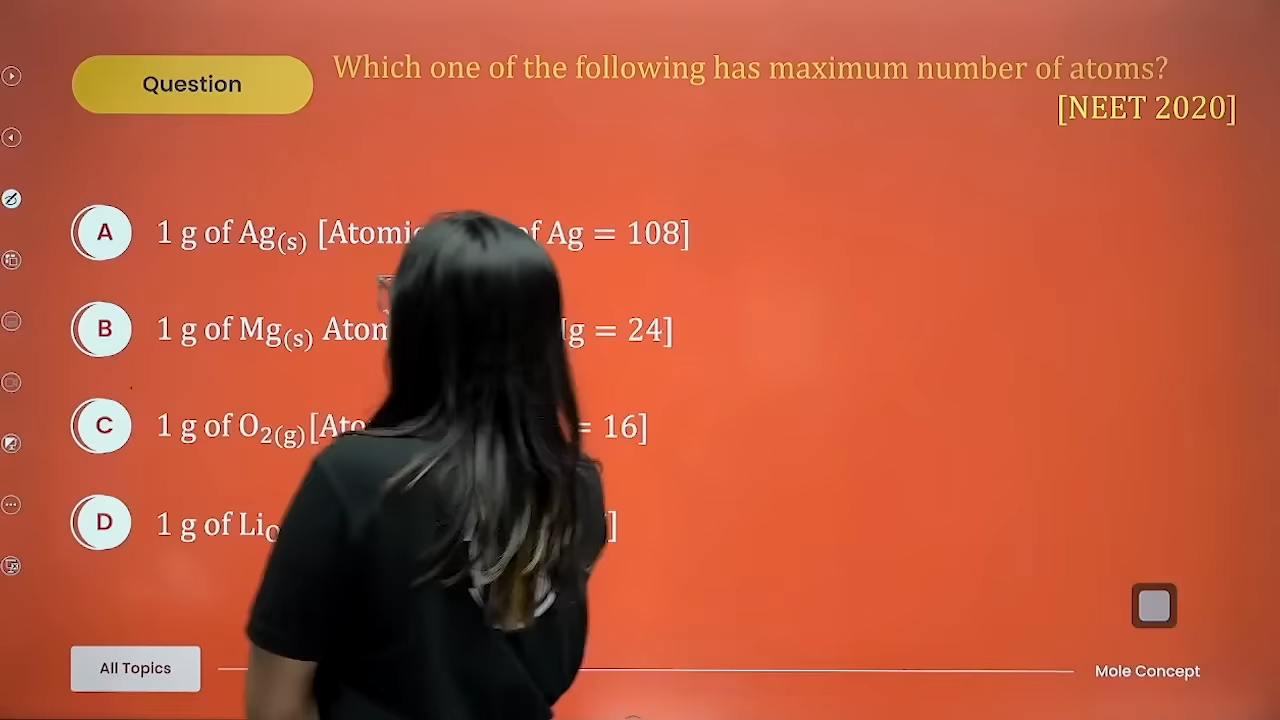 Question
Which one of the following has maximum number of atoms?
[NEET 2020]
A 1 g of Ag(s) [Atomic of Ag = 108]
B 1 g of Mg(s) Atom = 24]
C 1 g of O2(g)[Ato = 16]
D 1 g of Li ]
All Topics
Mole Concept